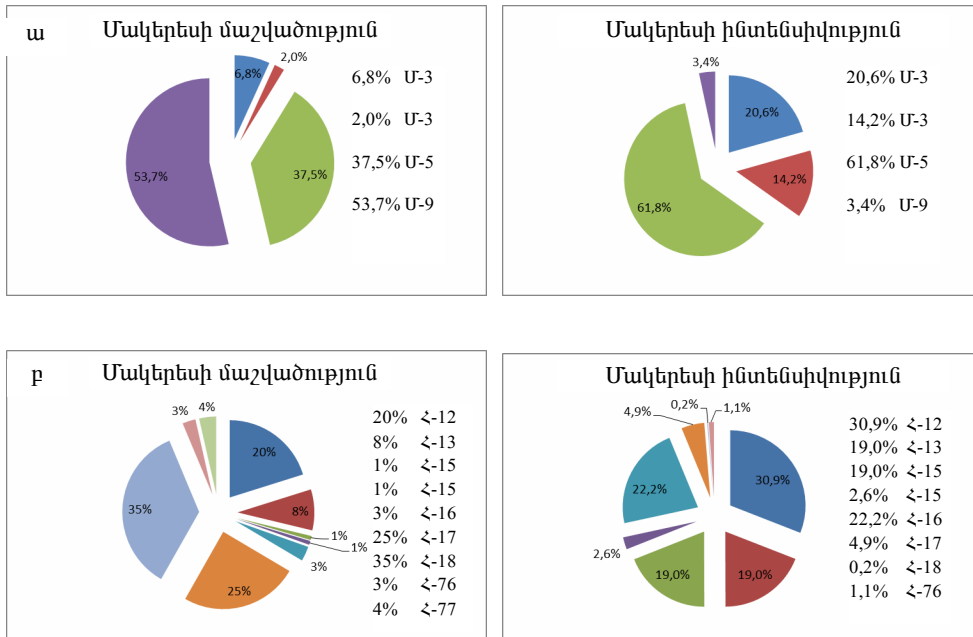 ա
Մակերեսի մաշվածություն
6,8%
2,0%
37,5%
53,7%
6,8% Մ-3
2,0% Մ-3
37,5% Մ-5
53,7% Մ-9
Մակերեսի ինտենսիվություն
3,4%
20,6%
14,2%
61,8%
20,6% Մ-3
14,2% Մ-3
61,8% Մ-5
3,4% Մ-9
բ
Մակերեսի մաշվածություն
3%
4%
20%
8%
1%
1%
3%
25%
35%
20% Հ-12
8% Հ-13
1% Հ-15
1% Հ-15
3% Հ-16
25% Հ-17
35% Հ-18
3% Հ-76
4% Հ-77
Մակերեսի ինտենսիվություն
4,9%
0,2%
1,1%
30,9%
19,0%
19,0%
2,6%
22,2%
30,9% Հ-12
19,0% Հ-13
19,0% Հ-15
2,6% Հ-15
22,2% Հ-16
4,9% Հ-17
0,2% Հ-18
1,1% Հ-76